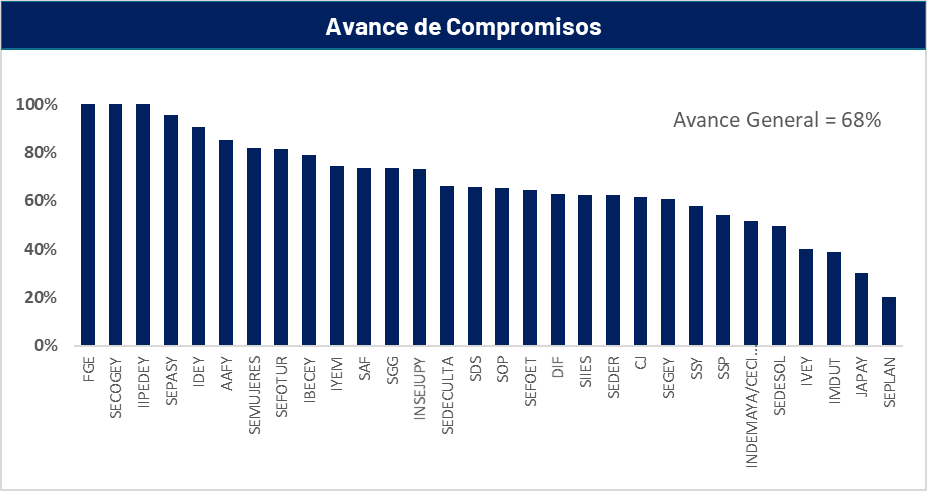 Avance de Compromisos
Avance General = 68%
100%
80%
60%
40%
20%
0%
FGE
SECOGEY
IIPEDEY
SEPASY
IDEY
AAFY
SEMUJERES
SEFOTUR
IBECEY
IYEM
SAF
SGG
INSEJUPY
SEDECULTA
SDS
SOP
SEFOET
DIF
SIIES
SEDER
CJ
SEGEY
SSY
SSP
INDEMAYA/CECI…
SEDESOL
IVEY
IMDUT
JAPAY
SEPLAN